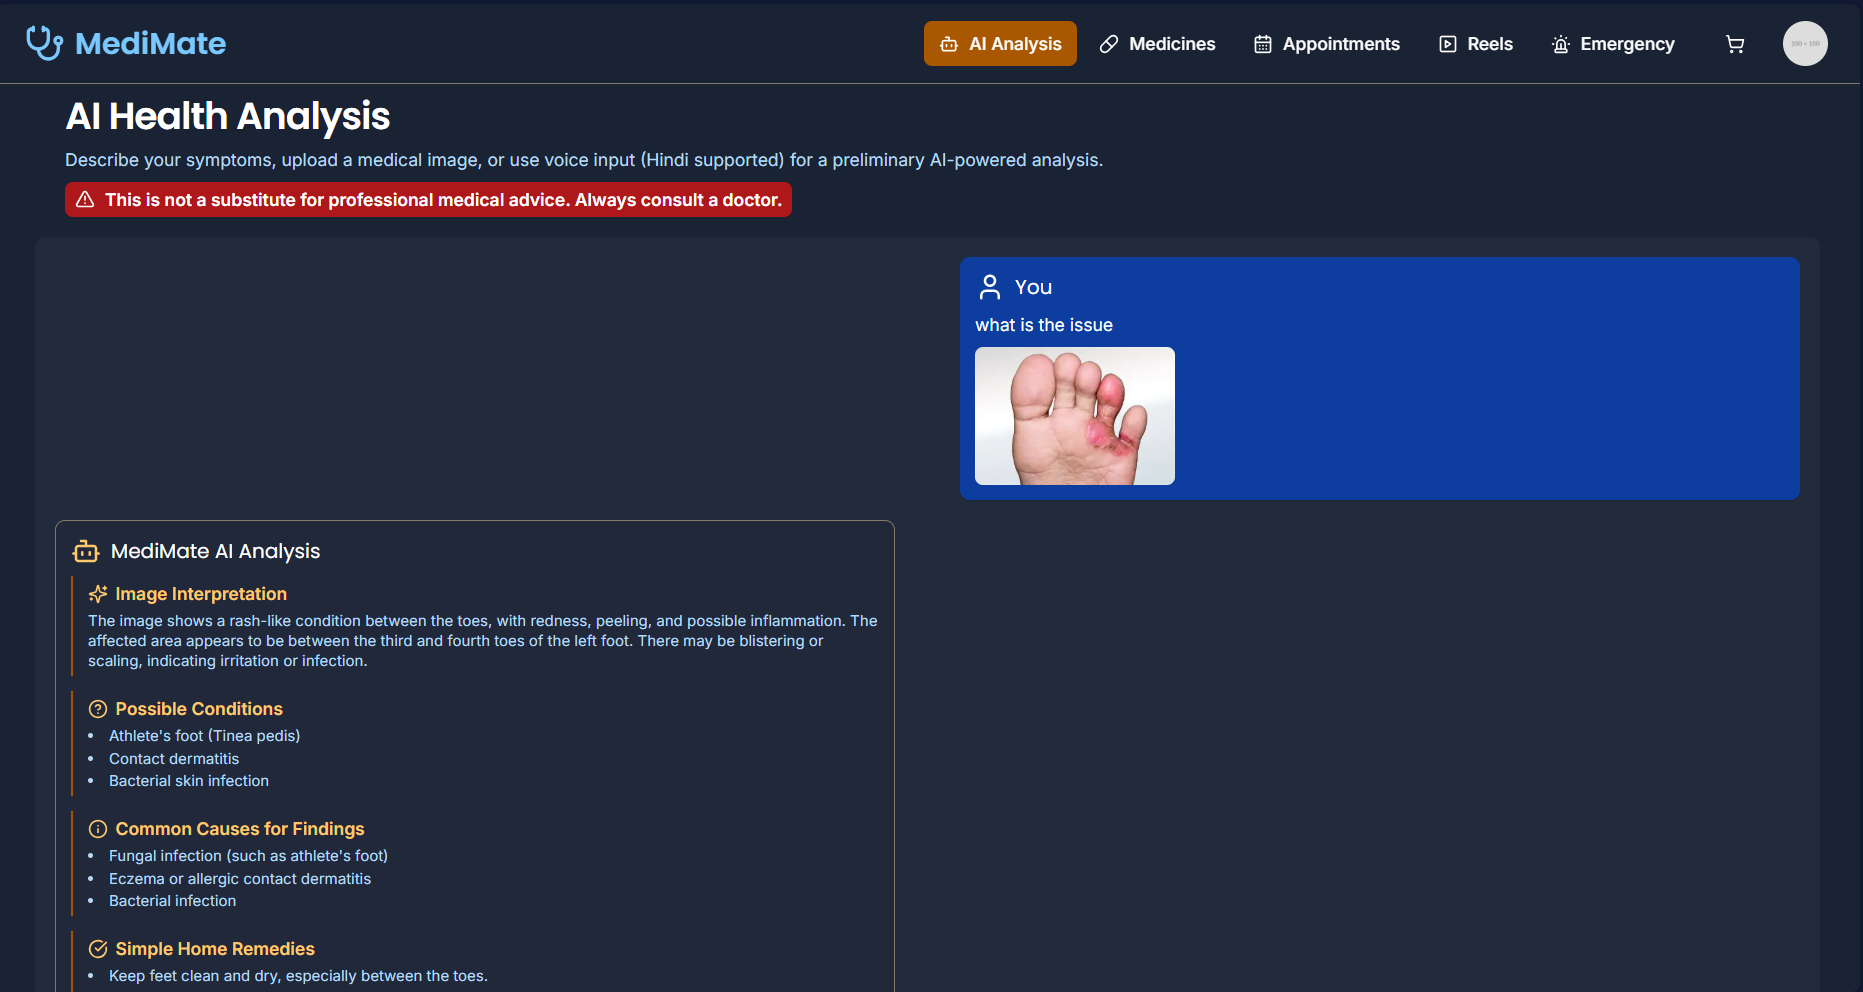 MediMate
AI Analysis
Medicines
Appointments
Reels
Emergency
100 × 100
AI Health Analysis
Describe your symptoms, upload a medical image, or use voice input (Hindi supported) for a preliminary AI-powered analysis.
This is not a substitute for professional medical advice. Always consult a doctor.
You
what is the issue
MediMate AI Analysis
Image Interpretation
The image shows a rash-like condition between the toes, with redness, peeling, and possible inflammation. The
affected area appears to be between the third and fourth toes of the left foot. There may be blistering or
scaling, indicating irritation or infection.
Possible Conditions
• Athlete's foot (Tinea pedis)
• Contact dermatitis
• Bacterial skin infection
Common Causes for Findings
• Fungal infection (such as athlete's foot)
• Eczema or allergic contact dermatitis
• Bacterial infection
Simple Home Remedies
• Keep feet clean and dry, especially between the toes.